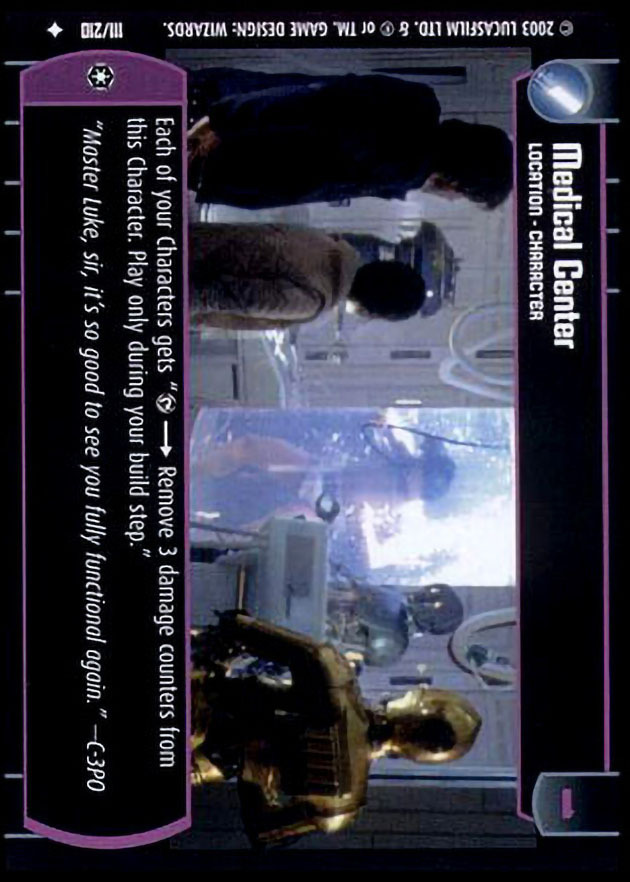 Medical Center
LOCATION - CHARACTER
1
Each of your characters gets “ → Remove 3 damage counters from
this character. Play only during your build step.”
“Master Luke, sir, it’s so good to see you fully functional again.” —C-3PO
© 2003 LUCASFILM LTD. & ® or TM. GAME DESIGN: WIZARDS.
111/210